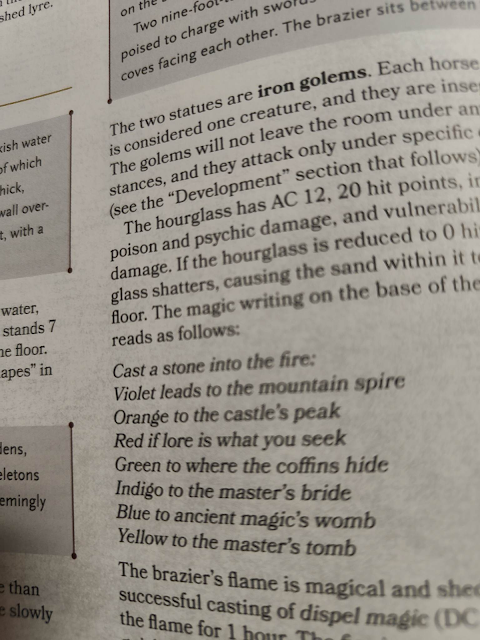 shed lyre.
on the
Two nine-foot-
poised to charge with swords
coves facing each other. The brazier sits between
kish water
of which
hick,
wall over-
t, with a
water,
stands 7
he floor.
apes" in
dens,
eletons
emingly
e than
e slowly
The two statues are iron golems. Each horse
is considered one creature, and they are inse
The golems will not leave the room under an
stances, and they attack only under specific
(see the "Development" section that follows)
The hourglass has AC 12, 20 hit points, i
poison and psychic damage, and vulnerabil
damage. If the hourglass is reduced to 0 hi
glass shatters, causing the sand within it t
floor. The magic writing on the base of the
reads as follows:
Cast a stone into the fire:
Violet leads to the mountain spire
Orange to the castle's peak
Red if lore is what you seek
Green to where the coffins hide
Indigo to the master's bride
Blue to ancient magic's womb
Yellow to the master's tomb
The brazier's flame is magical and shed
successful casting of dispel magic (DC
the flame for 1 hour.